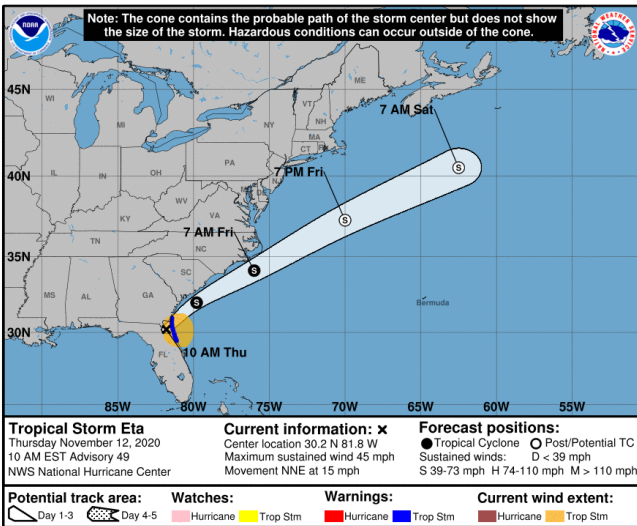 Note: The cone contains the probable path of the storm center but does not show
the size of the storm. Hazardous conditions can occur outside of the cone.
NOAA
NATIONAL WEATHER SERVICE
45N
40N
35N
30N
WI
MI
NY
VT
NH
ME
MA
CT
RI
IL
IN
OH
PA
NJ
MD
DE
WV
VA
KY
TN
NC
SC
MS
AL
GA
FL
Bermuda
7 AM Sat
7 PM Fri
7 AM Fri
10 AM Thu
S
S
S
S
85W 80W 75W 70W 65W 60W 55W
Tropical Storm Eta
Thursday November 12, 2020
10 AM EST Advisory 49
NWS National Hurricane Center
Current information: x
Center location 30.2 N 81.8 W
Maximum sustained wind 45 mph
Movement NNE at 15 mph
Forecast positions:
Tropical Cyclone Post/Potential TC
Sustained winds: D < 39 mph
S 39-73 mph H 74-110 mph M > 110 mph
Potential track area:
Day 1-3 Day 4-5
Watches:
Hurricane Trop Stm
Warnings:
Hurricane Trop Stm
Current wind extent:
Hurricane Trop Stm